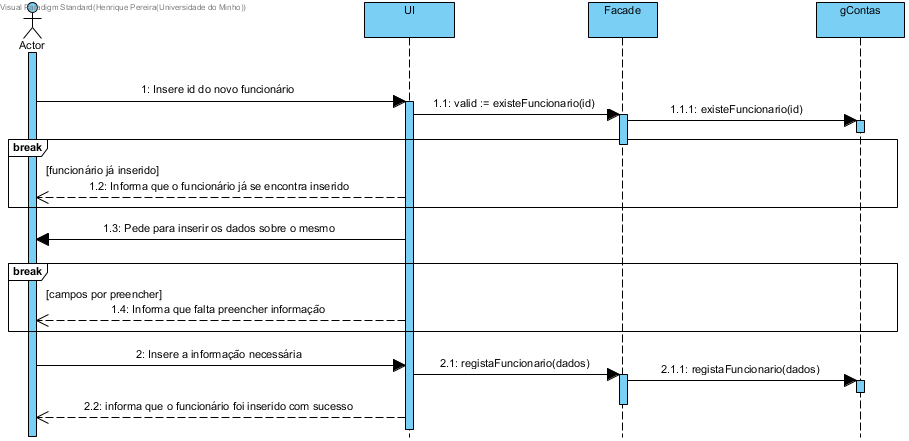 Visual Paradigm Standard(Henrique Pereira(Universidade do Minho))
UI
Facade
gContas
Actor
1: Insere id do novo funcionário
1.1: valid := existeFuncionario(id)
1.1.1: existeFuncionario(id)
break
[funcionário já inserido]
1.2: Informa que o funcionário já se encontra inserido
1.3: Pede para inserir os dados sobre o mesmo
break
[campos por preencher]
1.4: Informa que falta preencher informação
2: Insere a informação necessária
2.1: registaFuncionario(dados)
2.1.1: registaFuncionario(dados)
2.2: informa que o funcionário foi inserido com sucesso